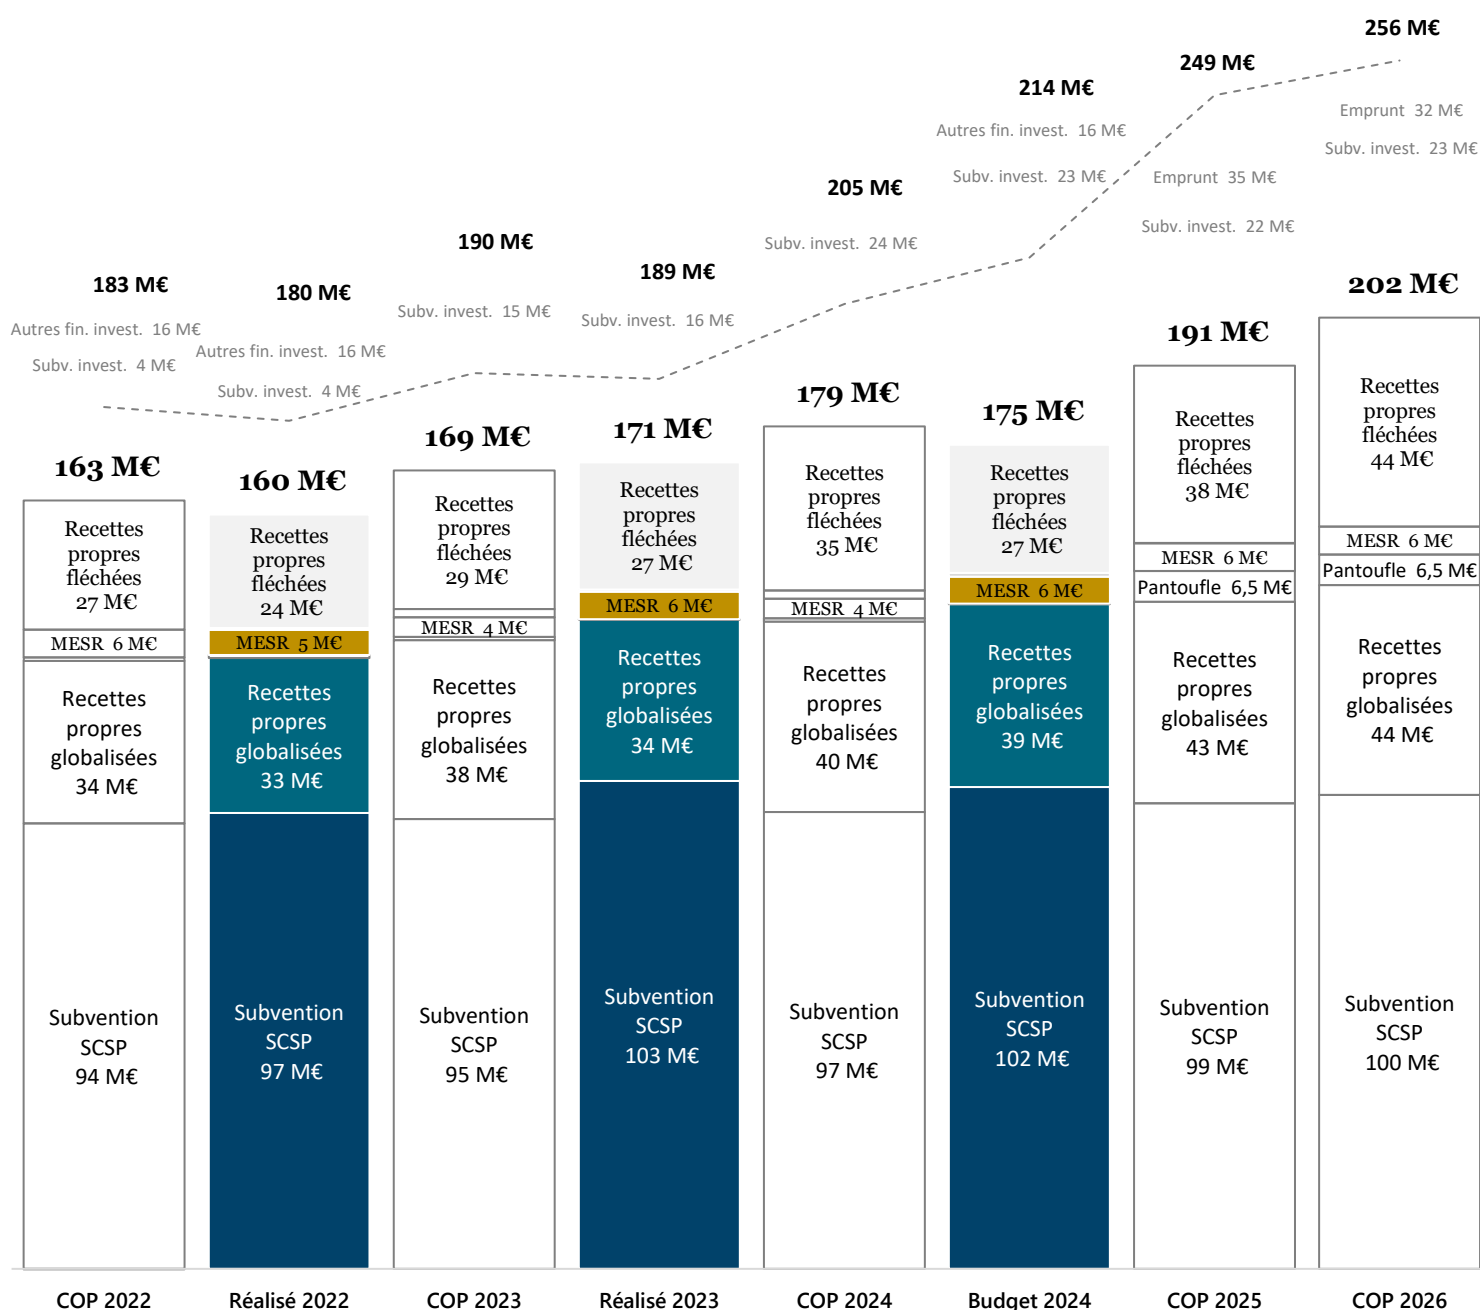 183 M€
Autres fin. invest.  16 M€
Subv. invest.  4 M€
163 M€
Recettes
propres
fléchées
27 M€
MESR  6 M€
Recettes
propres
globalisées
34 M€
Subvention
SCSP
94 M€
COP 2022
180 M€
Autres fin. invest.  16 M€
Subv. invest.  4 M€
160 M€
Recettes
propres
fléchées
24 M€
MESR  5 M€
Recettes
propres
globalisées
33 M€
Subvention
SCSP
97 M€
Réalisé 2022
190 M€
Subv. invest.  15 M€
169 M€
Recettes
propres
fléchées
29 M€
MESR  4 M€
Recettes
propres
globalisées
38 M€
Subvention
SCSP
95 M€
COP 2023
189 M€
Subv. invest.  16 M€
171 M€
Recettes
propres
fléchées
27 M€
MESR  6 M€
Recettes
propres
globalisées
34 M€
Subvention
SCSP
103 M€
Réalisé 2023
205 M€
Subv. invest.  24 M€
179 M€
Recettes
propres
fléchées
35 M€
MESR  4 M€
Recettes
propres
globalisées
40 M€
Subvention
SCSP
97 M€
COP 2024
214 M€
Autres fin. invest.  16 M€
Subv. invest.  23 M€
175 M€
Recettes
propres
fléchées
27 M€
MESR  6 M€
Recettes
propres
globalisées
39 M€
Subvention
SCSP
102 M€
Budget 2024
249 M€
Emprunt  35 M€
Subv. invest.  22 M€
191 M€
Recettes
propres
fléchées
38 M€
MESR  6 M€
Pantoufle  6,5 M€
Recettes
propres
globalisées
43 M€
Subvention
SCSP
99 M€
COP 2025
256 M€
Emprunt  32 M€
Subv. invest.  23 M€
202 M€
Recettes
propres
fléchées
44 M€
MESR  6 M€
Pantoufle  6,5 M€
Recettes
propres
globalisées
44 M€
Subvention
SCSP
100 M€
COP 2026